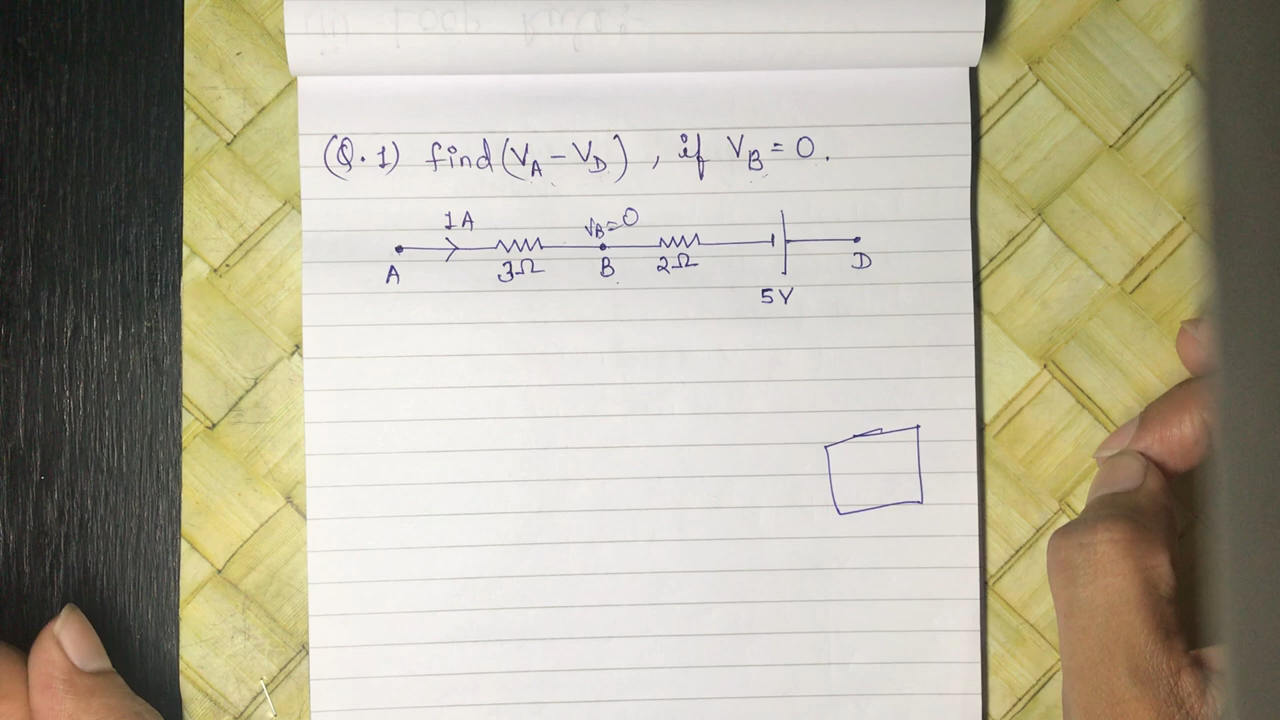 (Q.1) find (VA - VD), if VB = 0.
1A
VB = 0
A 3Ω B 2Ω D
5V